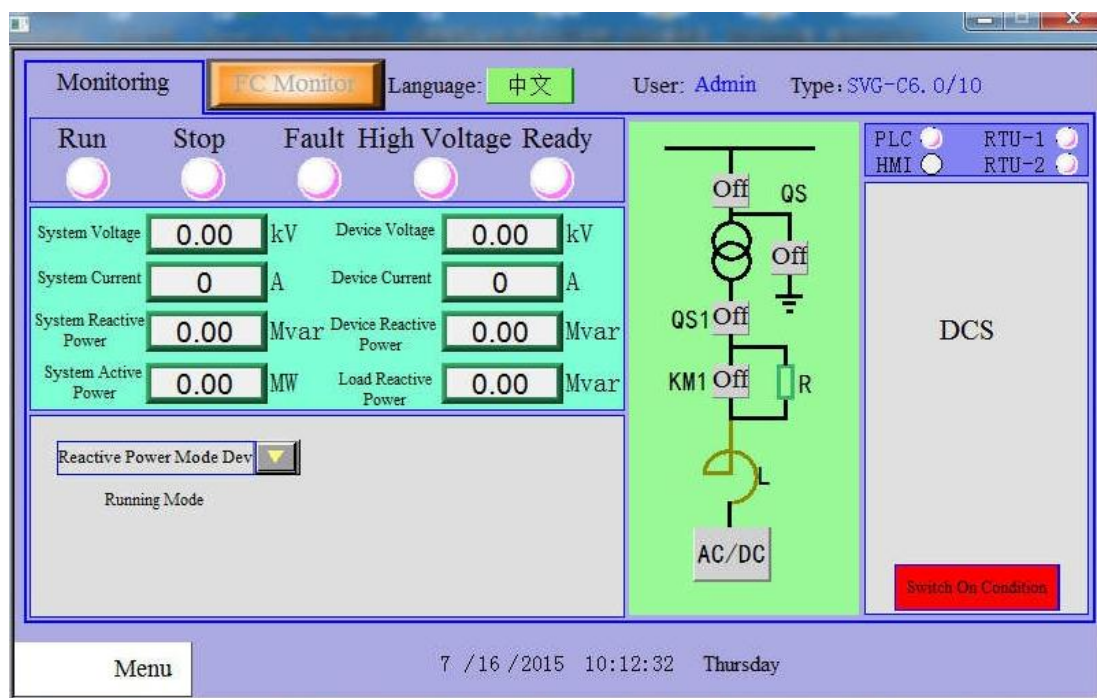 Monitoring
FC Monitor
Language: 中文
User: Admin
Type:SVG-C6.0/10
Run Stop Fault High Voltage Ready
PLC RTU-1
HMI RTU-2
System Voltage 0.00 kV Device Voltage 0.00 kV
System Current 0 A Device Current 0 A
System Reactive Power 0.00 Mvar Device Reactive Power 0.00 Mvar
System Active Power 0.00 MW Load Reactive Power 0.00 Mvar
Reactive Power Mode Dev
Running Mode
Off QS
Off
QS1 Off
KM1 Off R
L
AC/DC
DCS
Switch On Condition
Menu
7 /16 /2015 10:12:32 Thursday